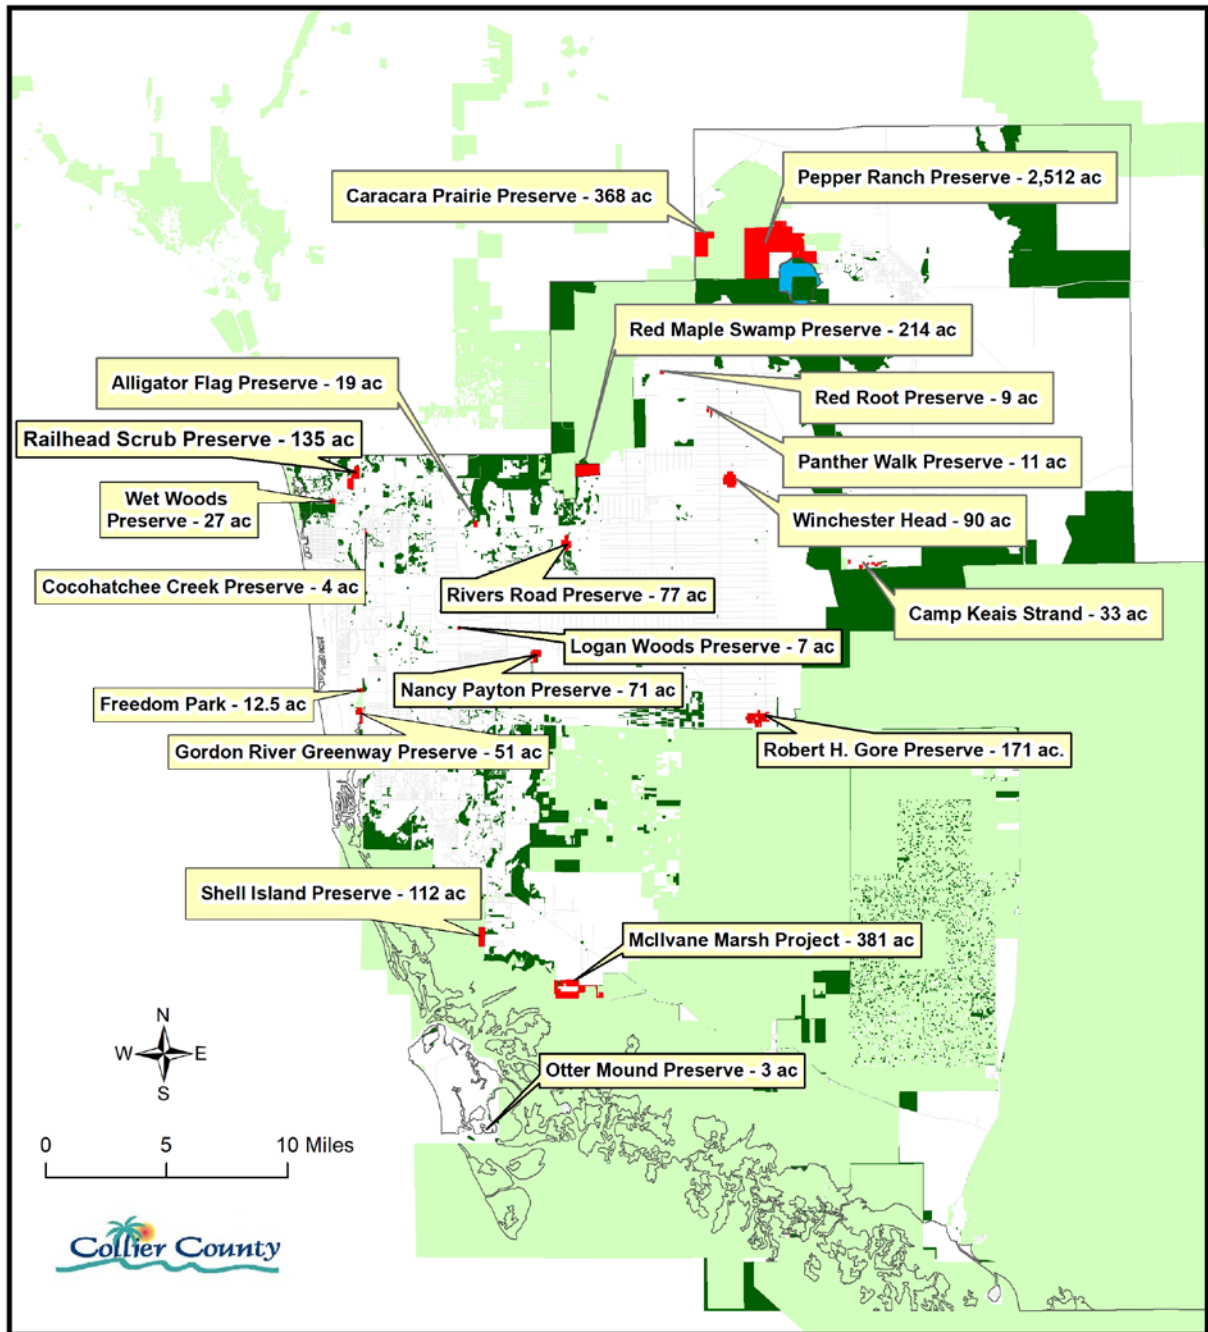 Pepper Ranch Preserve - 2,512 ac
Caracara Prairie Preserve - 368 ac
Red Maple Swamp Preserve - 214 ac
Alligator Flag Preserve - 19 ac
Red Root Preserve - 9 ac
Railhead Scrub Preserve - 135 ac
Panther Walk Preserve - 11 ac
Wet Woods
Preserve - 27 ac
Winchester Head - 90 ac
Cocohatchee Creek Preserve - 4 ac
Rivers Road Preserve - 77 ac
Camp Keais Strand - 33 ac
Logan Woods Preserve - 7 ac
Nancy Payton Preserve - 71 ac
Freedom Park - 12.5 ac
Gordon River Greenway Preserve - 51 ac
Robert H. Gore Preserve - 171 ac.
Shell Island Preserve - 112 ac
McIlvane Marsh Project - 381 ac
N
W E
S
Otter Mound Preserve - 3 ac
0 5 10 Miles
Collier County